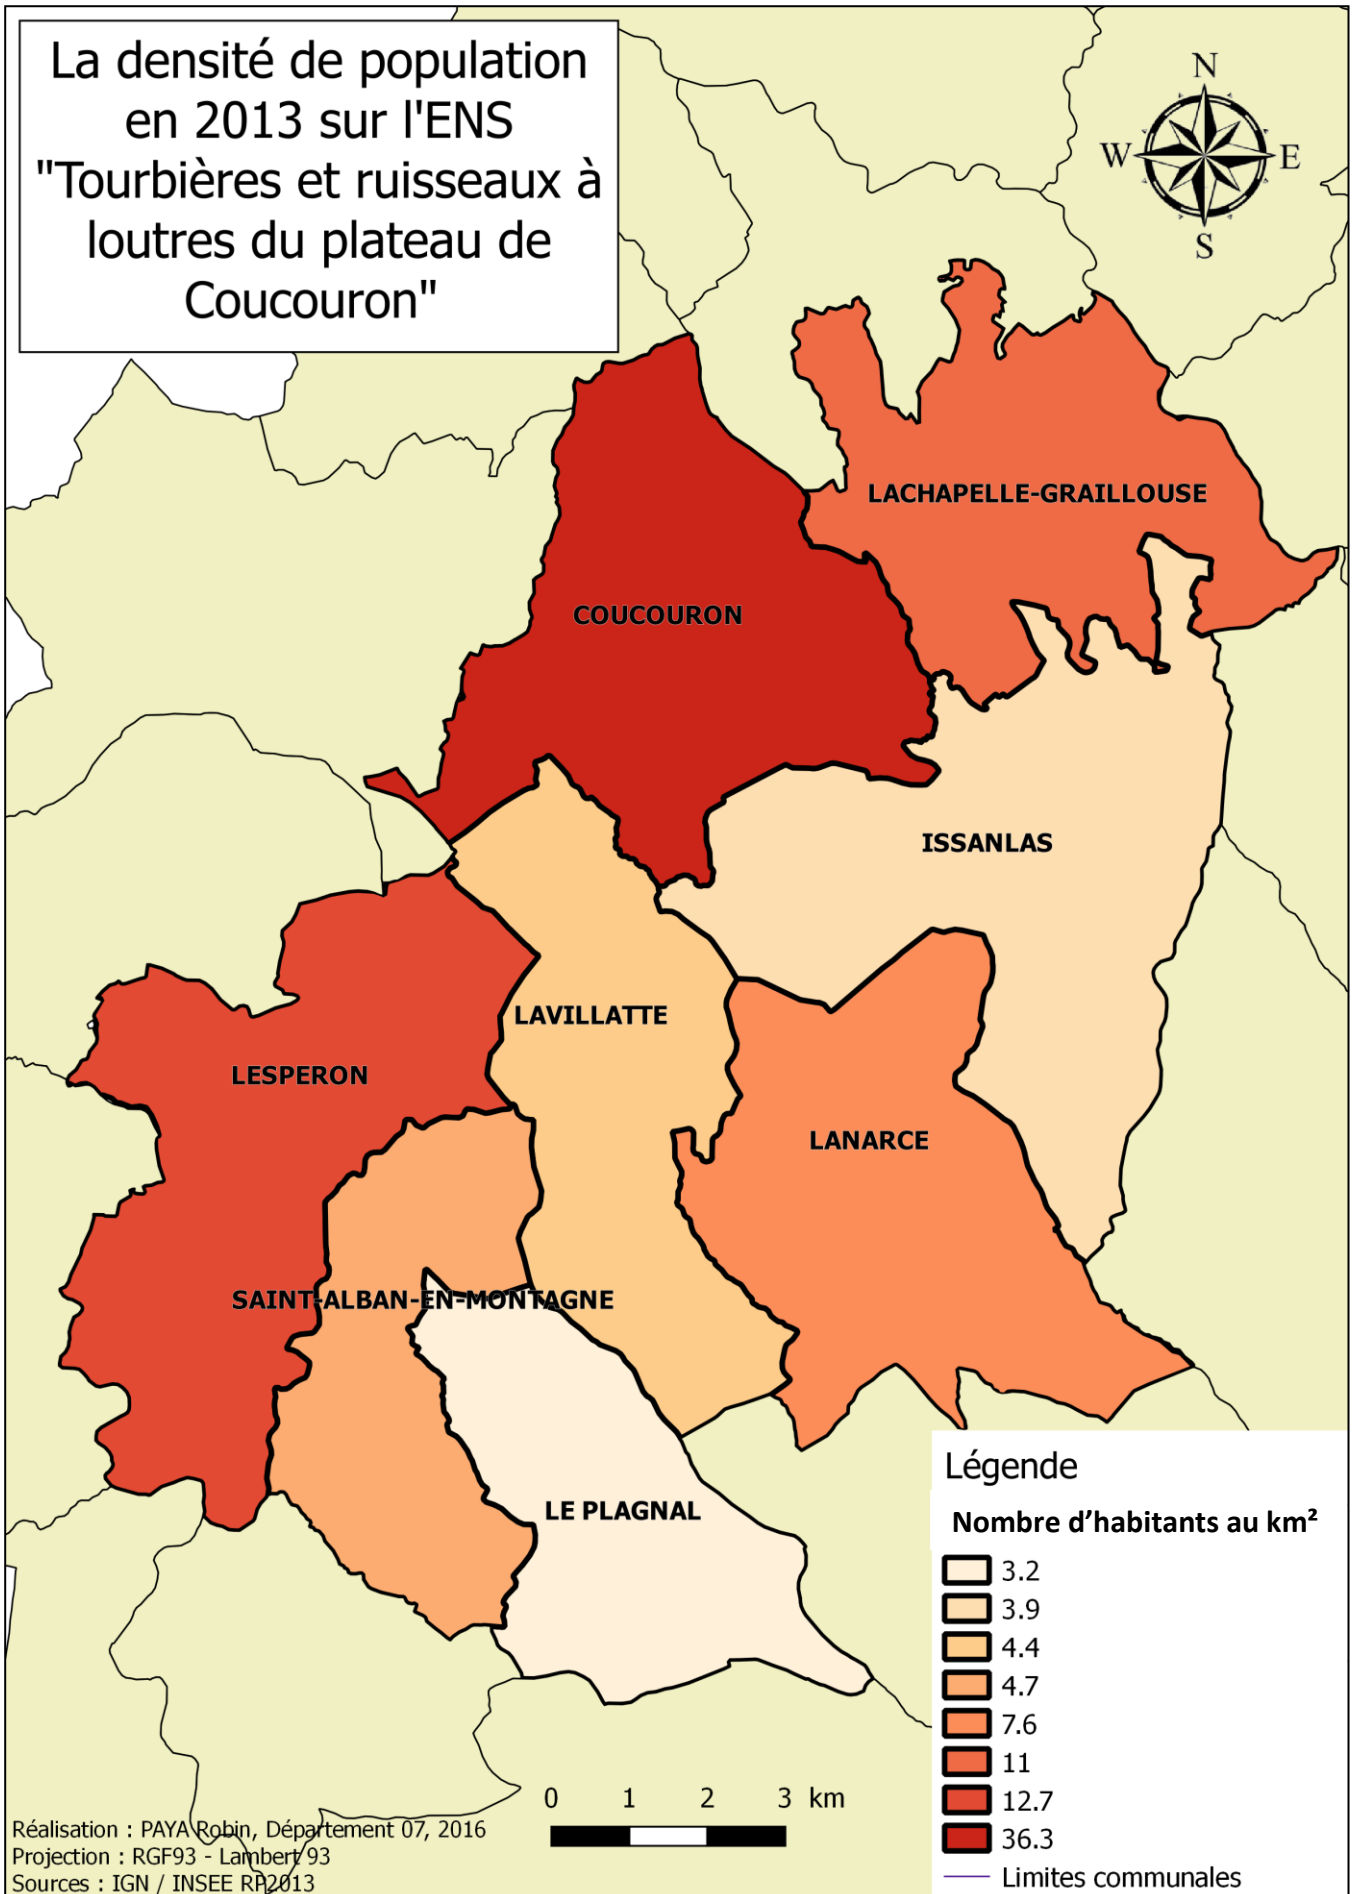 La densité de population
en 2013 sur l'ENS
"Tourbières et ruisseaux à
loutres du plateau de
Coucouron"
N
W
E
S
LACHAPELLE-GRAILLOUSE
COUCOURON
ISSANLAS
LAVILLATTE
LESPERON
LANARCE
SAINT-ALBAN-EN-MONTAGNE
LE PLAGNAL
Légende
Nombre d'habitants au km²
3.2
3.9
4.4
4.7
7.6
11
12.7
36.3
Limites communales
0 1 2 3 km
Réalisation : PAYA Robin, Département 07, 2016
Projection : RGF93 - Lambert 93
Sources : IGN / INSEE RP2013